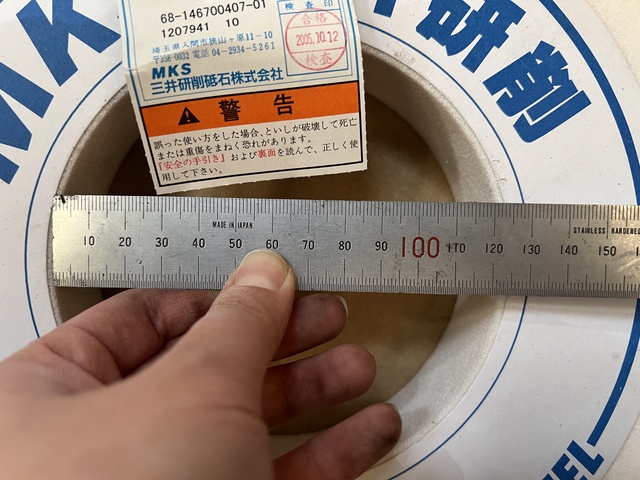 MK
研削
68-146700407-01
1207941 10
検査印
合格
2005.10.12
検査
埼玉県入間市狭山ヶ原11-10
〒358-0032 電話 04-2934-5261
MKS
三井研削砥石株式会社
警告
誤った使い方をした場合、といしが破壊して死亡
または重傷をまねく恐れがあります。
『安全の手引き』および裏面を読んで、正しく使
用して下さい。
MADE IN JAPAN
STAINLESS HARDENED
10 20 30 40 50 60 70 80 90 100 110 120 130 140 150
EL